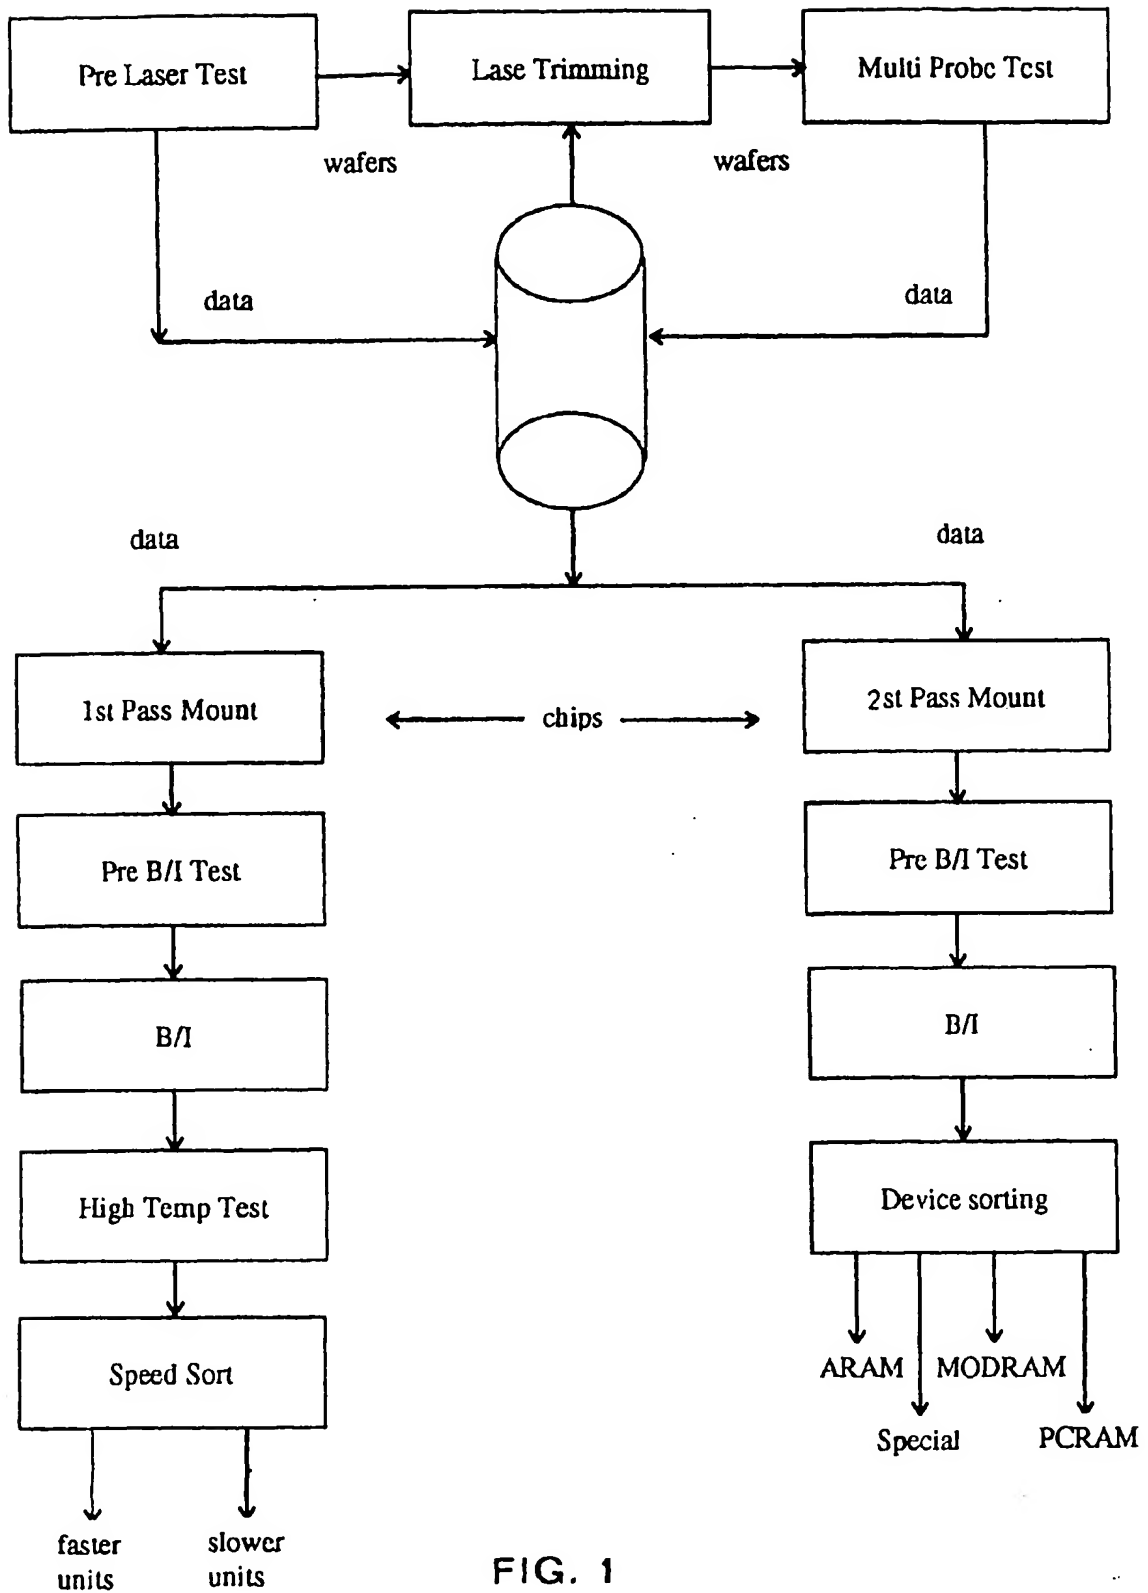 Pre Laser Test
Lase Trimming
Multi Probe Test
wafers
wafers
data
data
data
data
1st Pass Mount
chips
2st Pass Mount
Pre B/I Test
Pre B/I Test
B/I
B/I
High Temp Test
Device sorting
Speed Sort
ARAM
MODRAM
Special
PCRAM
faster
units
slower
units
FIG. 1